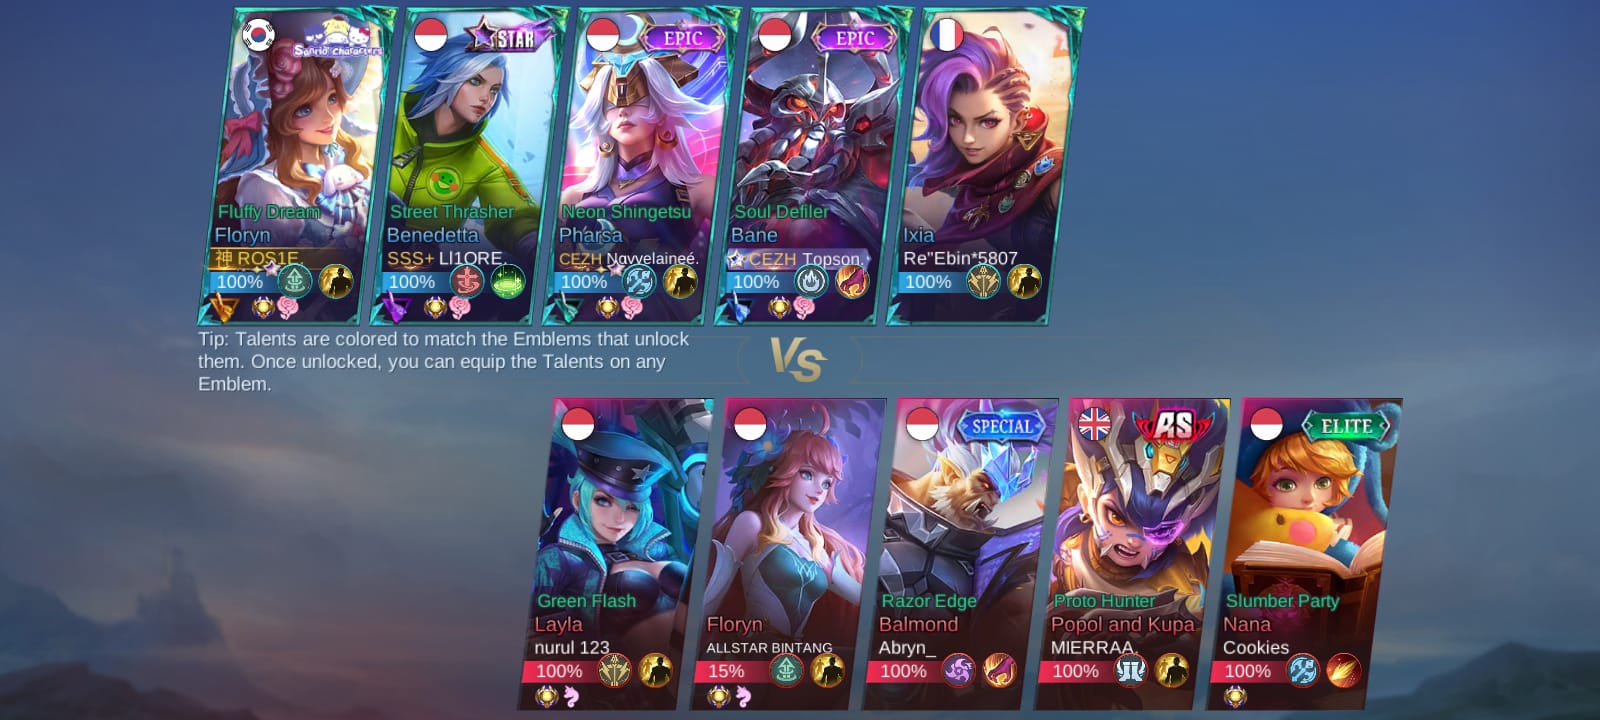 Sanrio characters
STAR
EPIC
EPIC
Fluffy Dream
Floryn
神 ROS1E.
100%
Street Thrasher
Benedetta
SSS+ LI1ORE.
100%
Neon Shingetsu
Pharsa
CEZH Nαvvelaineé.
100%
Soul Defiler
Bane
CEZH Topson.
100%
Ixia
Re"Ebin*5807
100%
Tip: Talents are colored to match the Emblems that unlock
them. Once unlocked, you can equip the Talents on any
Emblem.
VS
SPECIAL
AS
ELITE
Green Flash
Layla
nurul 123
100%
Floryn
ALLSTAR BINTANG
15%
Razor Edge
Balmond
Abryn_
100%
Proto Hunter
Popol and Kupa
MIERRAA.
100%
Slumber Party
Nana
Cookies
100%